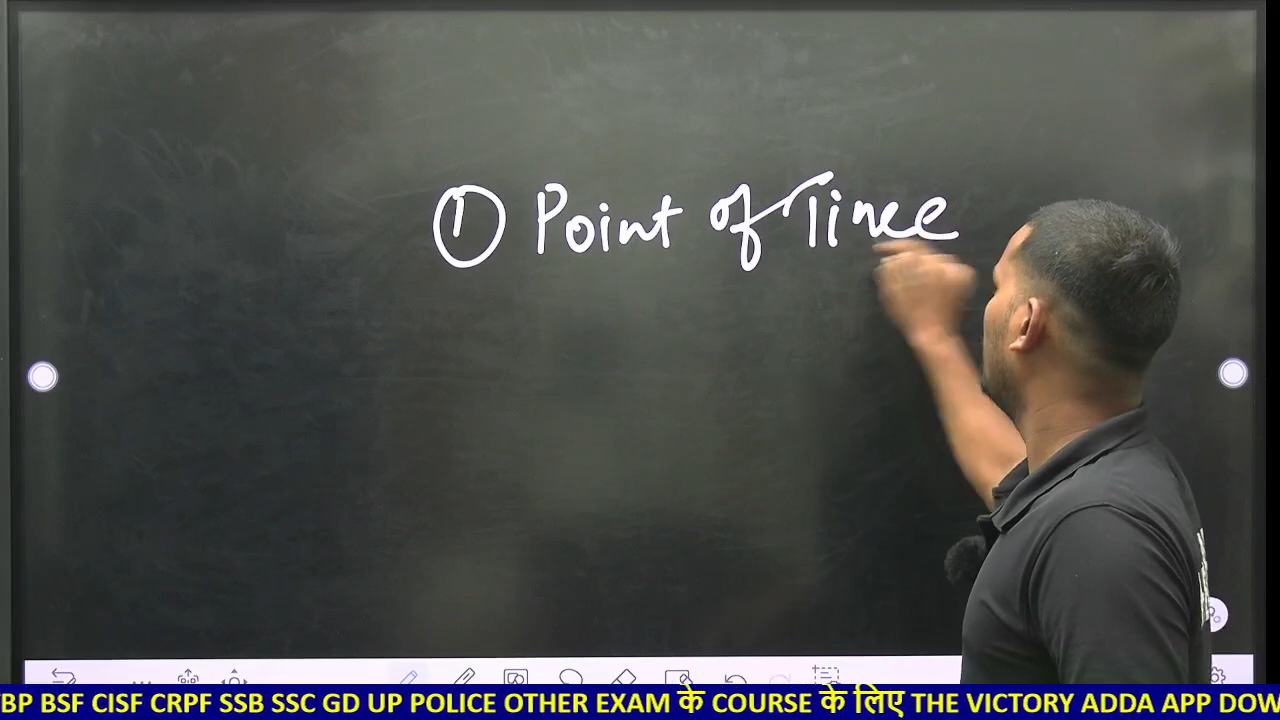 ① Point of Time
TBP BSF CISF CRPF SSB SSC GD UP POLICE OTHER EXAM के COURSE के लिए THE VICTORY ADDA APP DOW